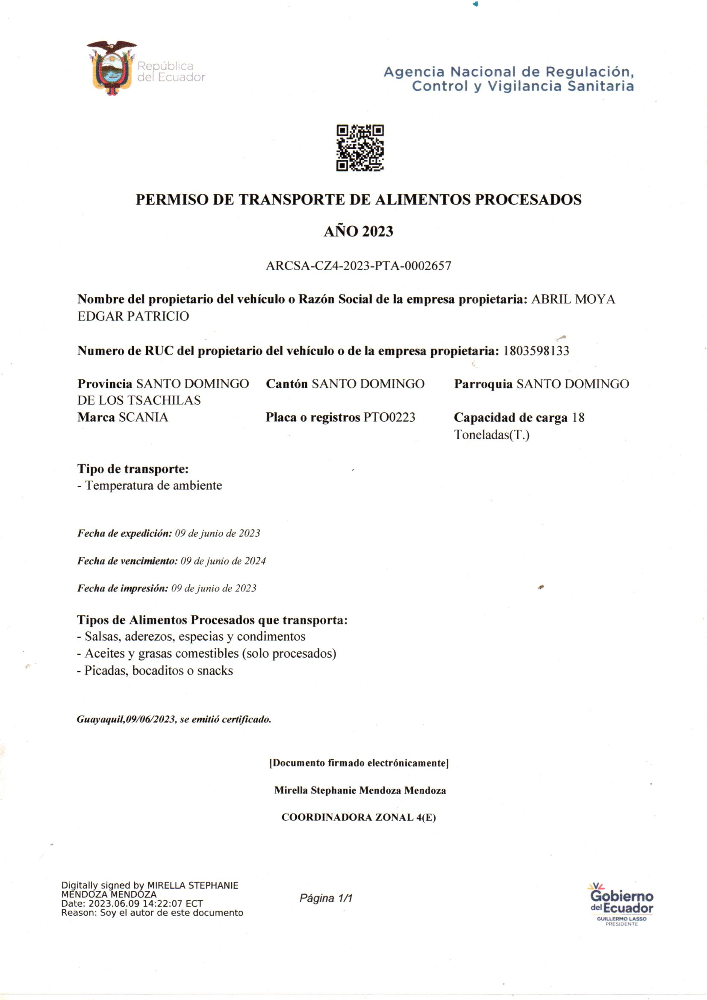 República
del Ecuador
Agencia Nacional de Regulación,
Control y Vigilancia Sanitaria
PERMISO DE TRANSPORTE DE ALIMENTOS PROCESADOS
AÑO 2023
ARCSA-CZ4-2023-PTA-0002657
Nombre del propietario del vehículo o Razón Social de la empresa propietaria: ABRIL MOYA
EDGAR PATRICIO
Numero de RUC del propietario del vehículo o de la empresa propietaria: 1803598133
Provincia SANTO DOMINGO Cantón SANTO DOMINGO Parroquia SANTO DOMINGO
DE LOS TSACHILAS
Marca SCANIA Placa o registros PTO0223 Capacidad de carga 18
Toneladas(T.)
Tipo de transporte:
- Temperatura de ambiente
Fecha de expedición: 09 de junio de 2023
Fecha de vencimiento: 09 de junio de 2024
Fecha de impresión: 09 de junio de 2023
Tipos de Alimentos Procesados que transporta:
- Salsas, aderezos, especias y condimentos
- Aceites y grasas comestibles (solo procesados)
- Picadas, bocaditos o snacks
Guayaquil,09/06/2023, se emitió certificado.
[Documento firmado electrónicamente]
Mirella Stephanie Mendoza Mendoza
COORDINADORA ZONAL 4(E)
Digitally signed by MIRELLA STEPHANIE
MENDOZA MENDOZA
Date: 2023.06.09 14:22:07 ECT
Reason: Soy el autor de este documento
Página 1/1
Gobierno
del Ecuador
GUILLERMO LASSO
PRESIDENTE